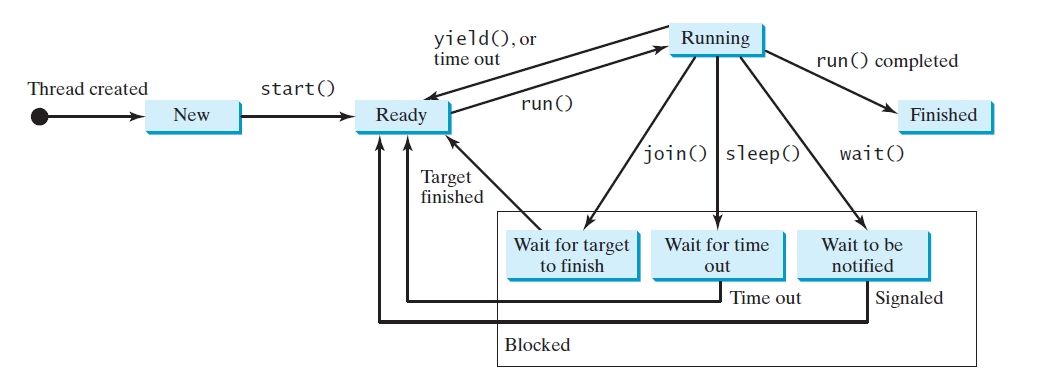 yield(), or
time out
Running
run() completed
Thread created
start()
New
Ready
run()
Finished
join()
sleep()
wait()
Target
finished
Wait for target
to finish
Wait for time
out
Wait to be
notified
Time out
Signaled
Blocked